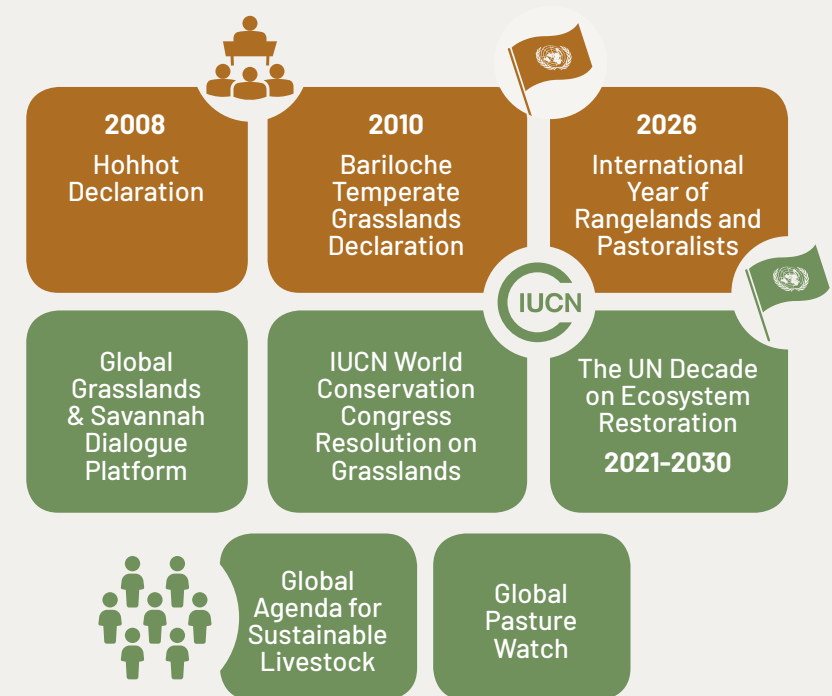 2008
Hohhot
Declaration
2010
Bariloche
Temperate
Grasslands
Declaration
2026
International
Year of
Rangelands and
Pastoralists
IUCN
Global
Grasslands
& Savannah
Dialogue
Platform
IUCN World
Conservation
Congress
Resolution on
Grasslands
The UN Decade
on Ecosystem
Restoration
2021-2030
Global
Agenda for
Sustainable
Livestock
Global
Pasture
Watch